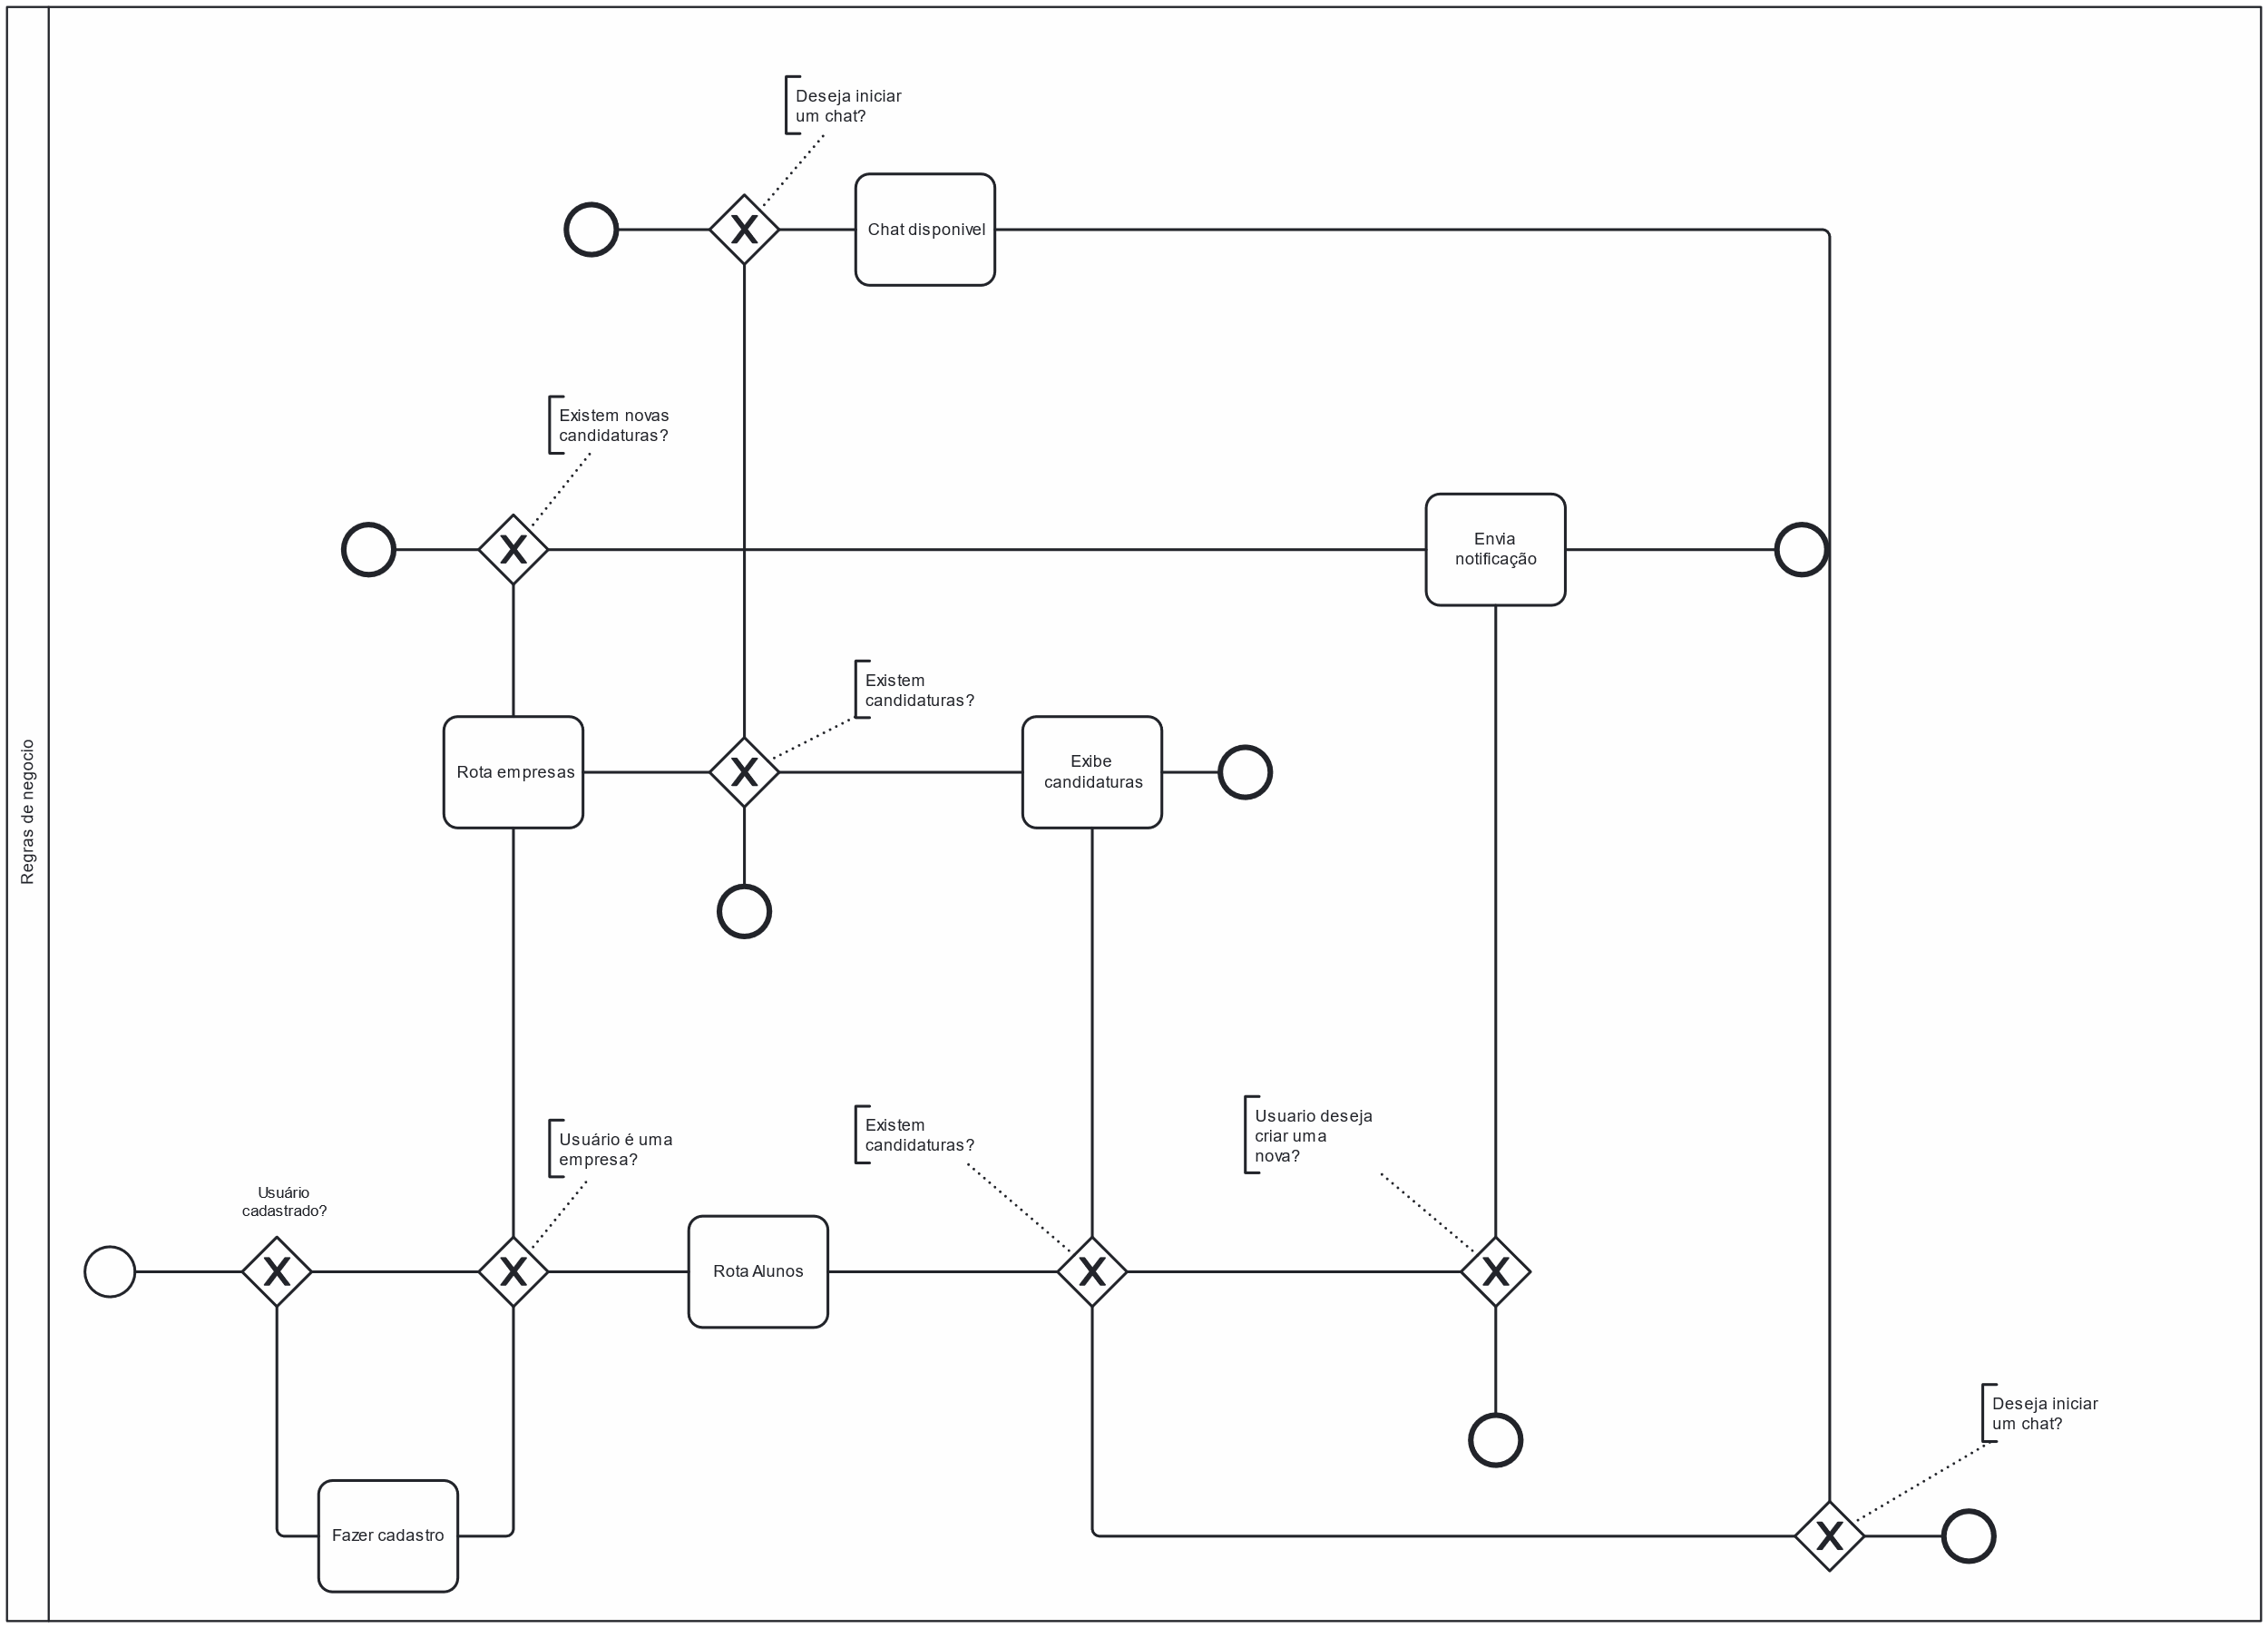 Regras de negocio
Deseja iniciar
um chat?
Chat disponivel
Existem novas
candidaturas?
Envia
notificação
Existem
candidaturas?
Rota empresas
Exibe
candidaturas
Usuário é uma
empresa?
Existem
candidaturas?
Usuario deseja
criar uma
nova?
Usuário
cadastrado?
Rota Alunos
Deseja iniciar
um chat?
Fazer cadastro